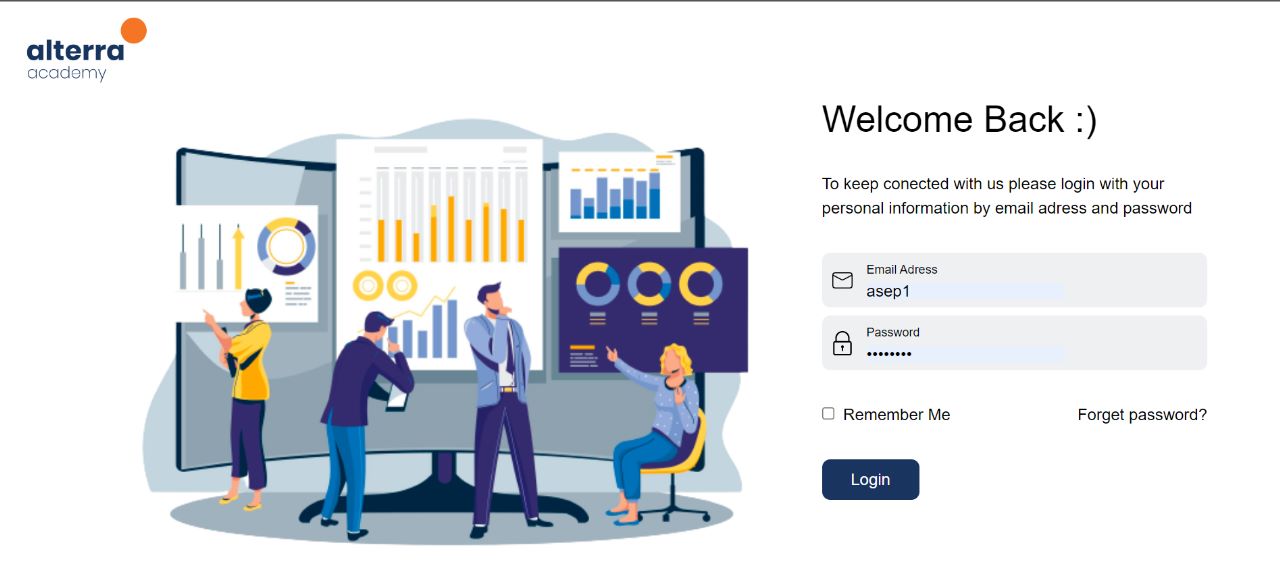 alterra
academy
Welcome Back :)
To keep conected with us please login with your
personal information by email adress and password
Email Adress
asep1
Password
••••••••
Remember Me
Forget password?
Login